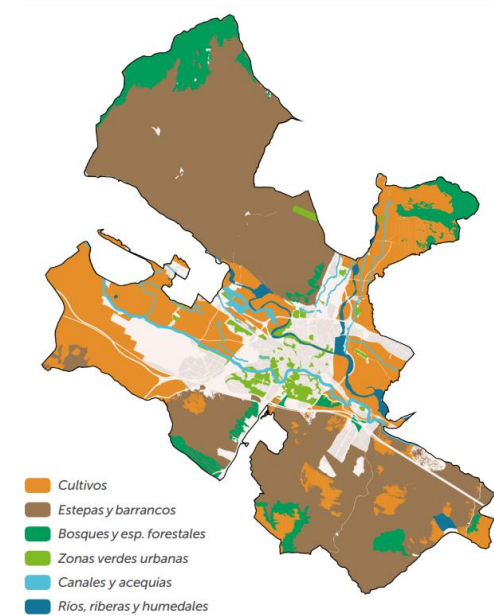 Cultivos
Estepas y barrancos
Bosques y esp. forestales
Zonas verdes urbanas
Canales y acequias
Ríos, riberas y humedales